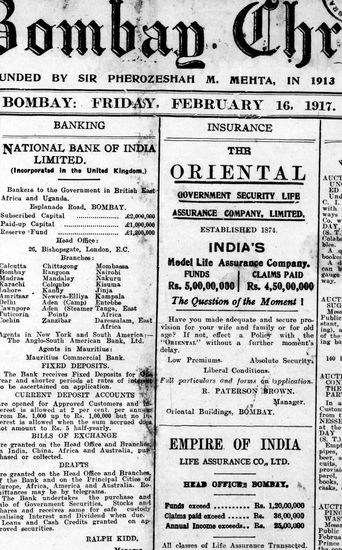 Bombay Chr
UNDED BY SIR PHEROZESHAH M. MEHTA, IN 1913
BOMBAY: FRIDAY, FEBRUARY 16, 1917.
BANKING
NATIONAL BANK OF INDIA
LIMITED.
(Incorporated in the United Kingdom.)
Bankers to the Government in British East
Africa and Uganda.
Esplanade Road, BOMBAY.
Subscribed Capital £2,000,000
Paid-up Capital £1,000,000
Reserve Fund
Head Office:
26, Bishopsgate, London, E.C.
Branches:
Calcutta Chittagong Mombassa
Bombay Rangoon Nairobi
Madras Mandalay Nakuru
Karachi Colombo Kisuma
Lahore Kandy Jinja
Amritsar Newera-Elliya Kampala
Delhi Aden (Camp) Entebbe
Cawnpore Aden (Steamer Tanga, East
Tuticorin Point) Africa
Cochin Zanzibar Daressalam, East
Africa
Agents in New York and South America:—
The Anglo-South American Bank, Ltd.
Agents in Mauritius:
Mauritius Commercial Bank.
FIXED DEPOSITS.
The Bank receives Fixed Deposits for
year and shorter periods at rates of interest
to be ascertained on application.
CURRENT DEPOSIT ACCOUNTS
are opened for Approved Customers and
terest is allowed at 2 per cent. per annum
from Rs. 1,000 up to Rs. 1,00,000 but no
terest is allowed when the sum accrued does
not amount to Rs. 5 half-yearly.
BILLS OF EXCHANGE
are granted on the Head Office and Branches,
in India, China, Africa and Australia, pur-
chased or collected.
DRAFTS
are granted on the Head Office and Branches
of the Bank and on the Principal Cities of
Europe, Africa, America and Australia. Re-
mittances may be by telegrams.
The Bank undertakes the purchase and
sale of Government Securities, Stocks and
Shares and receives same for safe custody
realising Interest and Dividend when due.
Loans and Cash Credits granted on ap-
proved securities.
RALPH KIDD,
INSURANCE
THE
ORIENTAL
GOVERNMENT SECURITY LIFE
ASSURANCE COMPANY, LIMITED.
ESTABLISHED 1874.
INDIA'S
Model Life Assurance Company.
FUNDS CLAIMS PAID
Rs. 5,00,00,000 Rs. 4,50,00,000
The Question of the Moment!
Have you made adequate and secure pro-
vision for your wife and family or for old
age? If not, effect a Policy with the
"ORIENTAL" without a further moment's
delay.
Low Premiums. Absolute Security.
Liberal Conditions.
Full particulars and forms on application.
R. PATERSON BROWN,
Manager.
Oriental Buildings, BOMBAY.
EMPIRE OF INDIA
LIFE ASSURANCE CO., LTD.
HEAD OFFICE: BOMBAY.
Funds exceed Rs. 1,20,00,000
Claims paid exceed Rs. 36,00,000
Annual Income exceeds Rs. 25,00,000
All classes of Life Assurance Transacted.